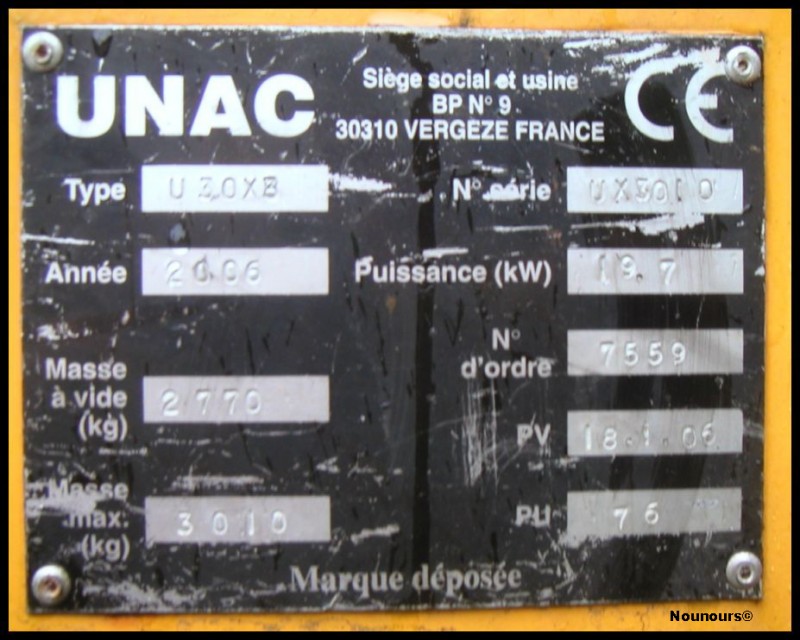 UNAC
Siège social et usine
BP N° 9
30310 VERGEZE FRANCE
CE
Type U30XB
N° série UX3010
Année 2006
Puissance (kW) 19.7
N°
d'ordre 7559
Masse
à vide 2770
(kg)
PV 18.1.06
Masse
max. 3010
(kg)
PU 76
Marque déposée
Nounours©